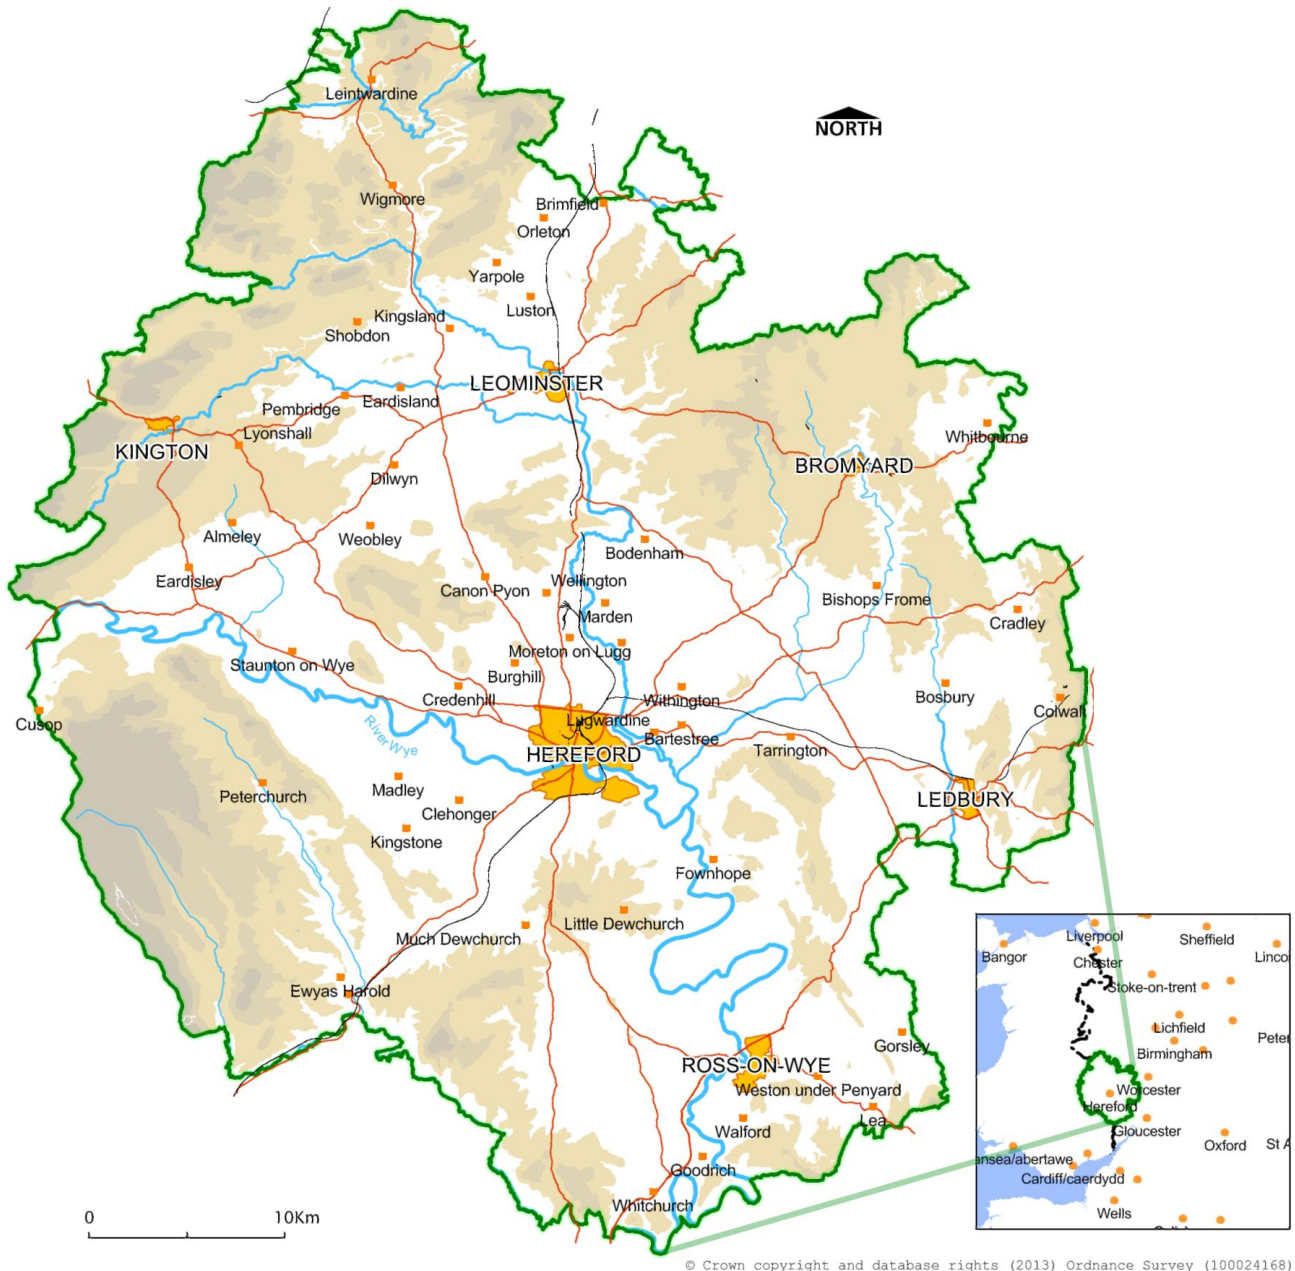 Leintwardine
NORTH
Wigmore
Brimfield
Orleton
Yarpole
Luston
Kingsland
Shobdon
LEOMINSTER
Pembridge
Eardisland
Lyonshall
Whitbourne
KINGTON
BROMYARD
Dilwyn
Almeley
Weobley
Bodenham
Eardisley
Canon Pyon
Wellington
Bishops Frome
Marden
Cradley
Moreton on Lugg
Staunton on Wye
Burghill
Credenhill
Withington
Bosbury
Colwall
Cusop
Lugwardine
River Wye
Bartestree
Tarrington
HEREFORD
Peterchurch
Madley
LEDBURY
Clehonger
Kingstone
Fownhope
Little Dewchurch
Much Dewchurch
Ewyas Harold
Gorsley
ROSS-ON-WYE
Weston under Penyard
Lea
Walford
Goodrich
Whitchurch
0 10Km
Liverpool
Sheffield
Bangor
Chester
Linco
Stoke-on-trent
Lichfield
Peter
Birmingham
Worcester
Hereford
Gloucester
Oxford
St A
ansea/abertawe
Cardiff/caerdydd
Wells
© Crown copyright and database rights (2013) Ordnance Survey (100024168)